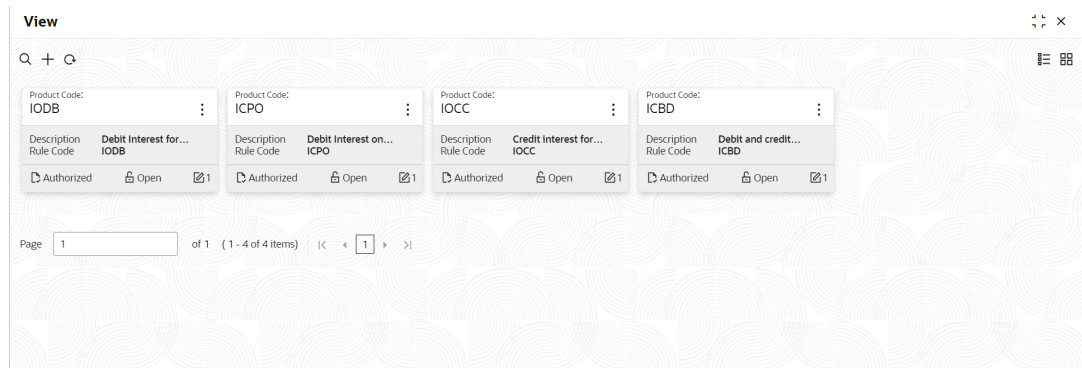 View
Product Code:
IODB
Description Debit Interest for...
Rule Code IODB
Authorized Open 1
Product Code:
ICPO
Description Debit Interest on...
Rule Code ICPO
Authorized Open 1
Product Code:
IOCC
Description Credit interest for...
Rule Code IOCC
Authorized Open 1
Product Code:
ICBD
Description Debit and credit...
Rule Code ICBD
Authorized Open 1
Page 1 of 1 (1 - 4 of 4 items) 1